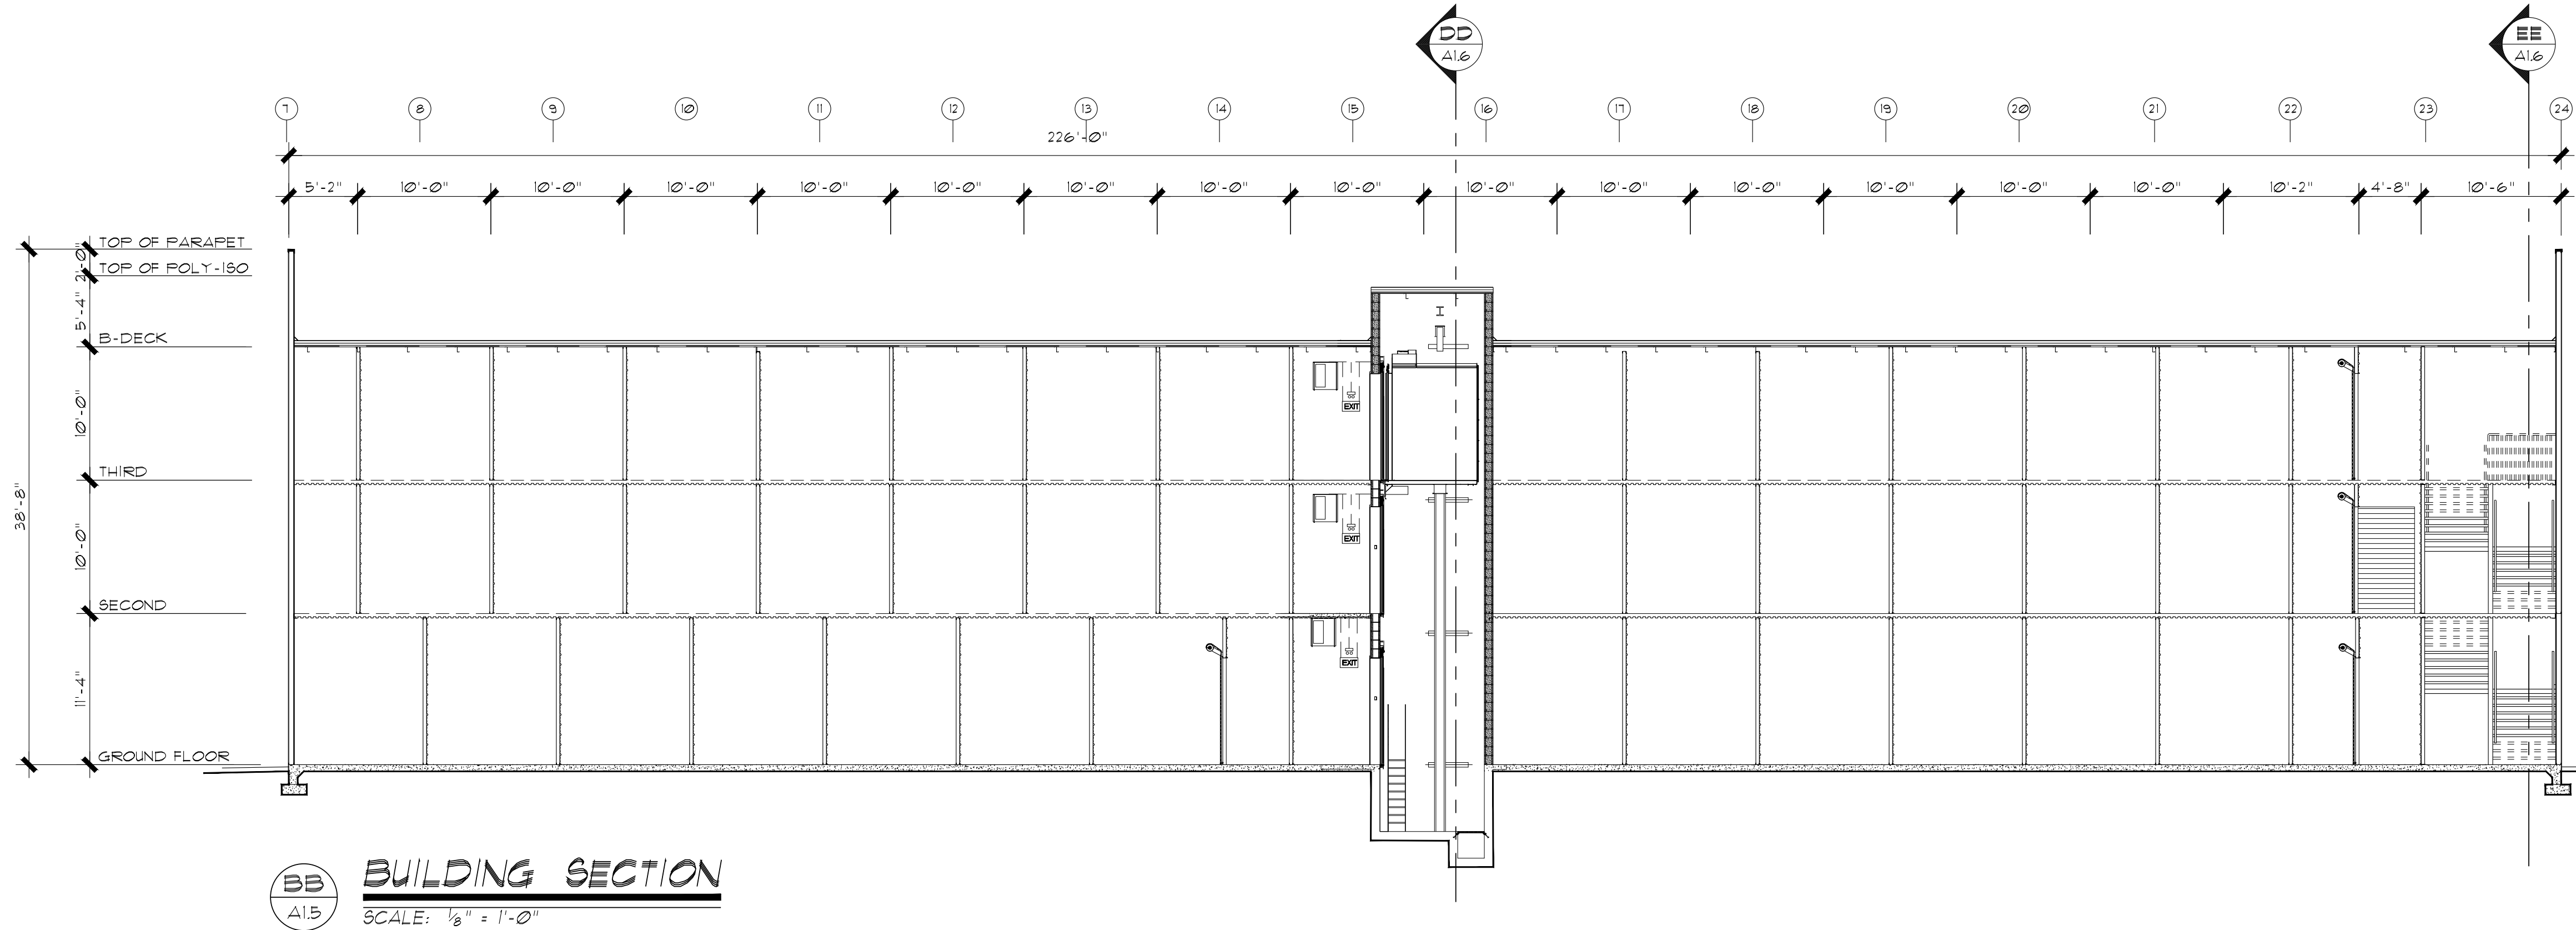 DD
A1.6
EE
A1.6
7 8 9 10 11 12 13 14 15 16 17 18 19 20 21 22 23 24
226'-0"
5'-2" 10'-0" 10'-0" 10'-0" 10'-0" 10'-0" 10'-0" 10'-0" 10'-0" 10'-0" 10'-0" 10'-0" 10'-0" 10'-0" 10'-0" 10'-2" 4'-8" 10'-6"
TOP OF PARAPET
2'-0"
TOP OF POLY-ISO
5'-4"
B-DECK
EXIT
10'-0"
THIRD
38'-8"
EXIT
10'-0"
SECOND
EXIT
11'-4"
GROUND FLOOR
BB
A1.5
BUILDING SECTION
SCALE: 1/8" = 1'-0"